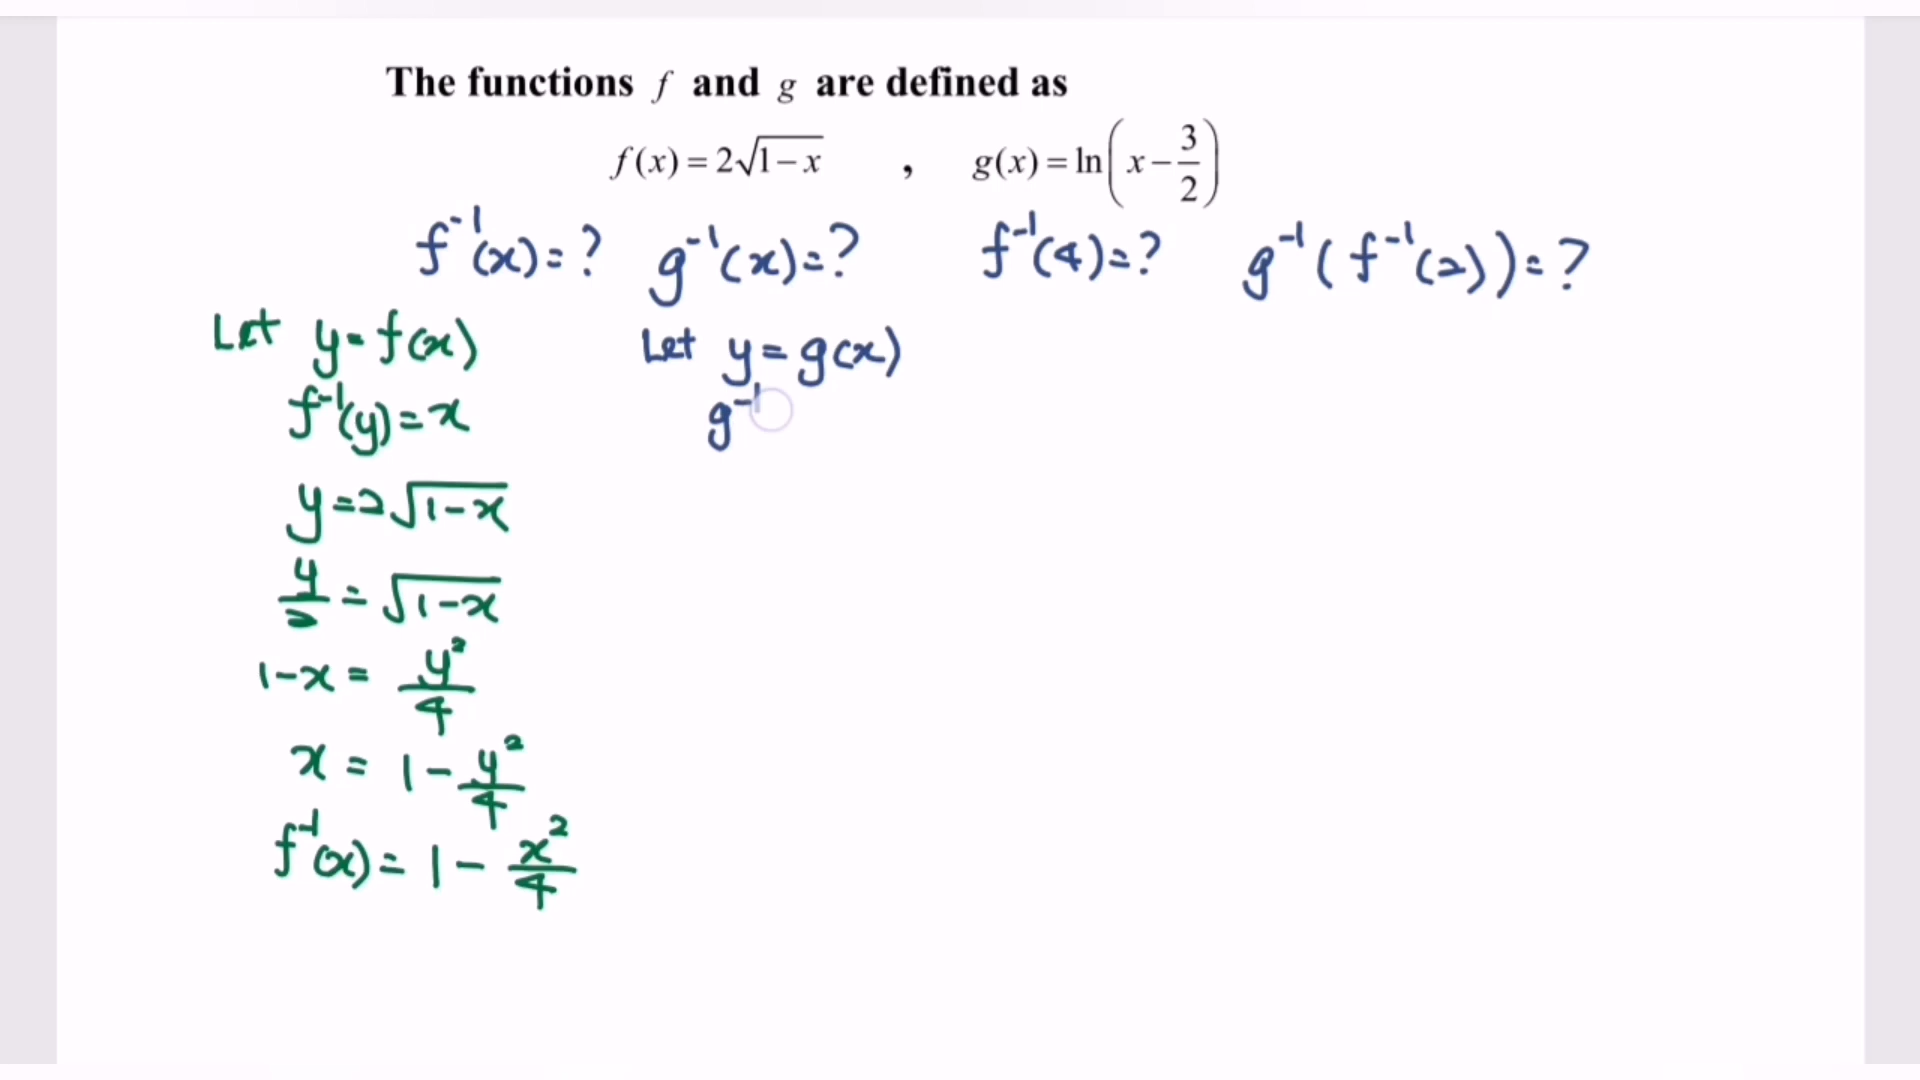 The functions f and g are defined as
f(x) = 2√(1−x) , g(x) = ln(x − 3/2)
f⁻¹(x) = ? g⁻¹(x) = ? f⁻¹(4) = ? g⁻¹(f⁻¹(2)) = ?
Let y = f(x)
f⁻¹(y) = x
y = 2√(1−x)
y/2 = √(1−x)
1−x = y²/4
x = 1 − y²/4
f⁻¹(x) = 1 − x²/4
Let y = g(x)
g⁻¹